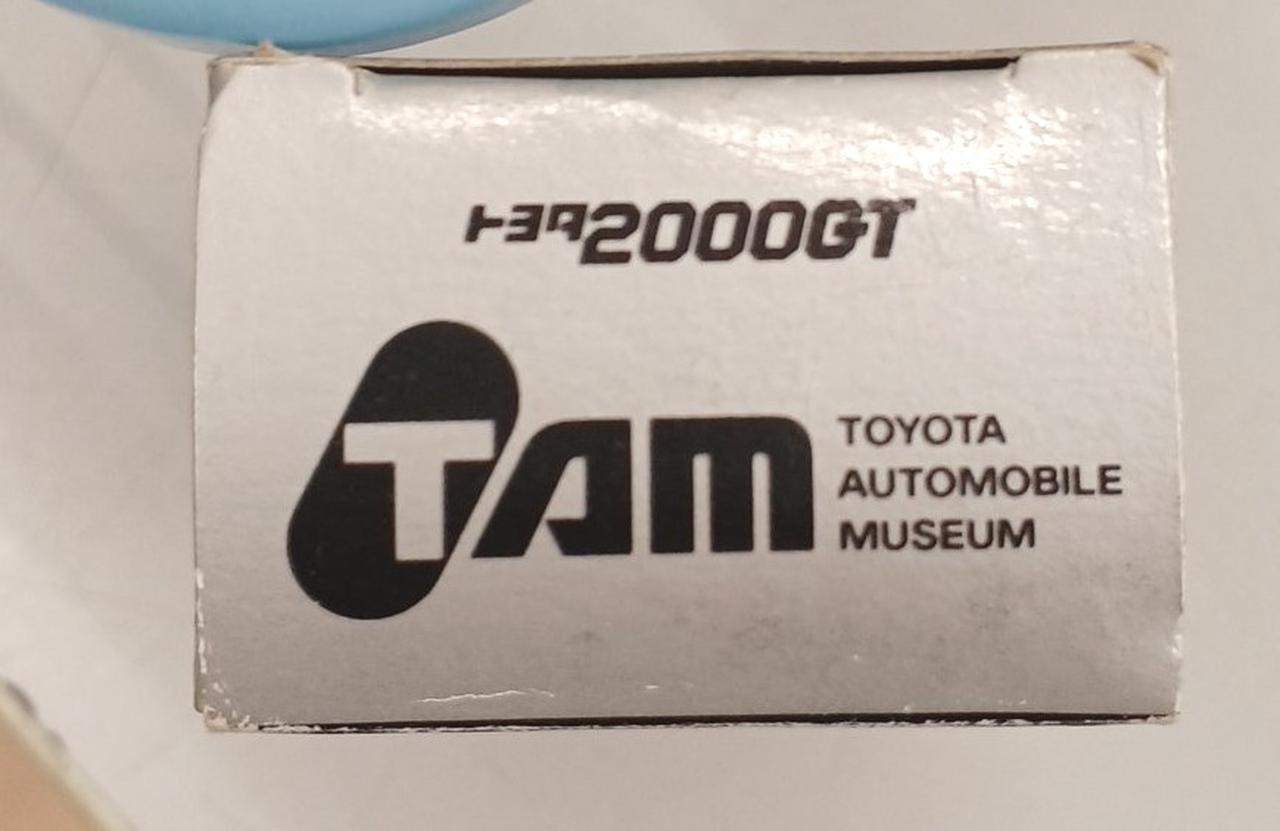 トヨタ2000GT
TAM
TOYOTA
AUTOMOBILE
MUSEUM